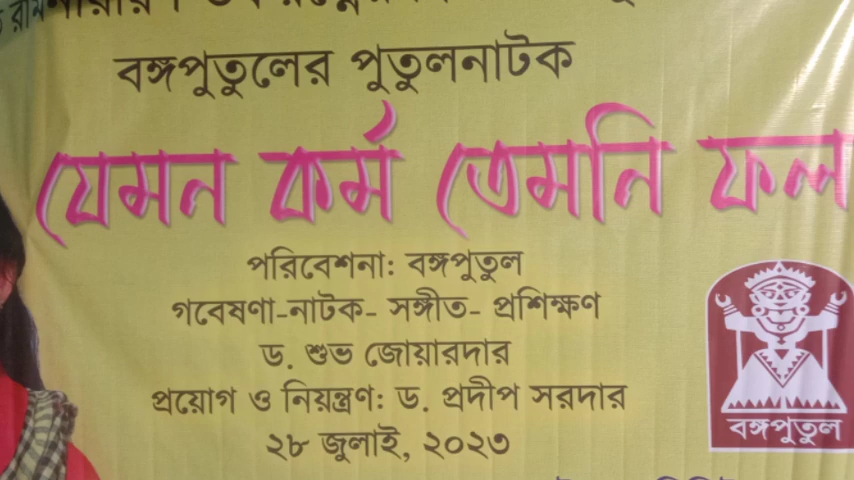 বঙ্গপুতুলের পুতুলনাটক
যেমন কর্ম তেমনি ফল
পরিবেশনা: বঙ্গপুতুল
গবেষণা-নাটক- সঙ্গীত- প্রশিক্ষণ
ড. শুভ জোয়ারদার
প্রয়োগ ও নিয়ন্ত্রণ: ড. প্রদীপ সরদার
২৮ জুলাই, ২০২৩
বঙ্গপুতুল